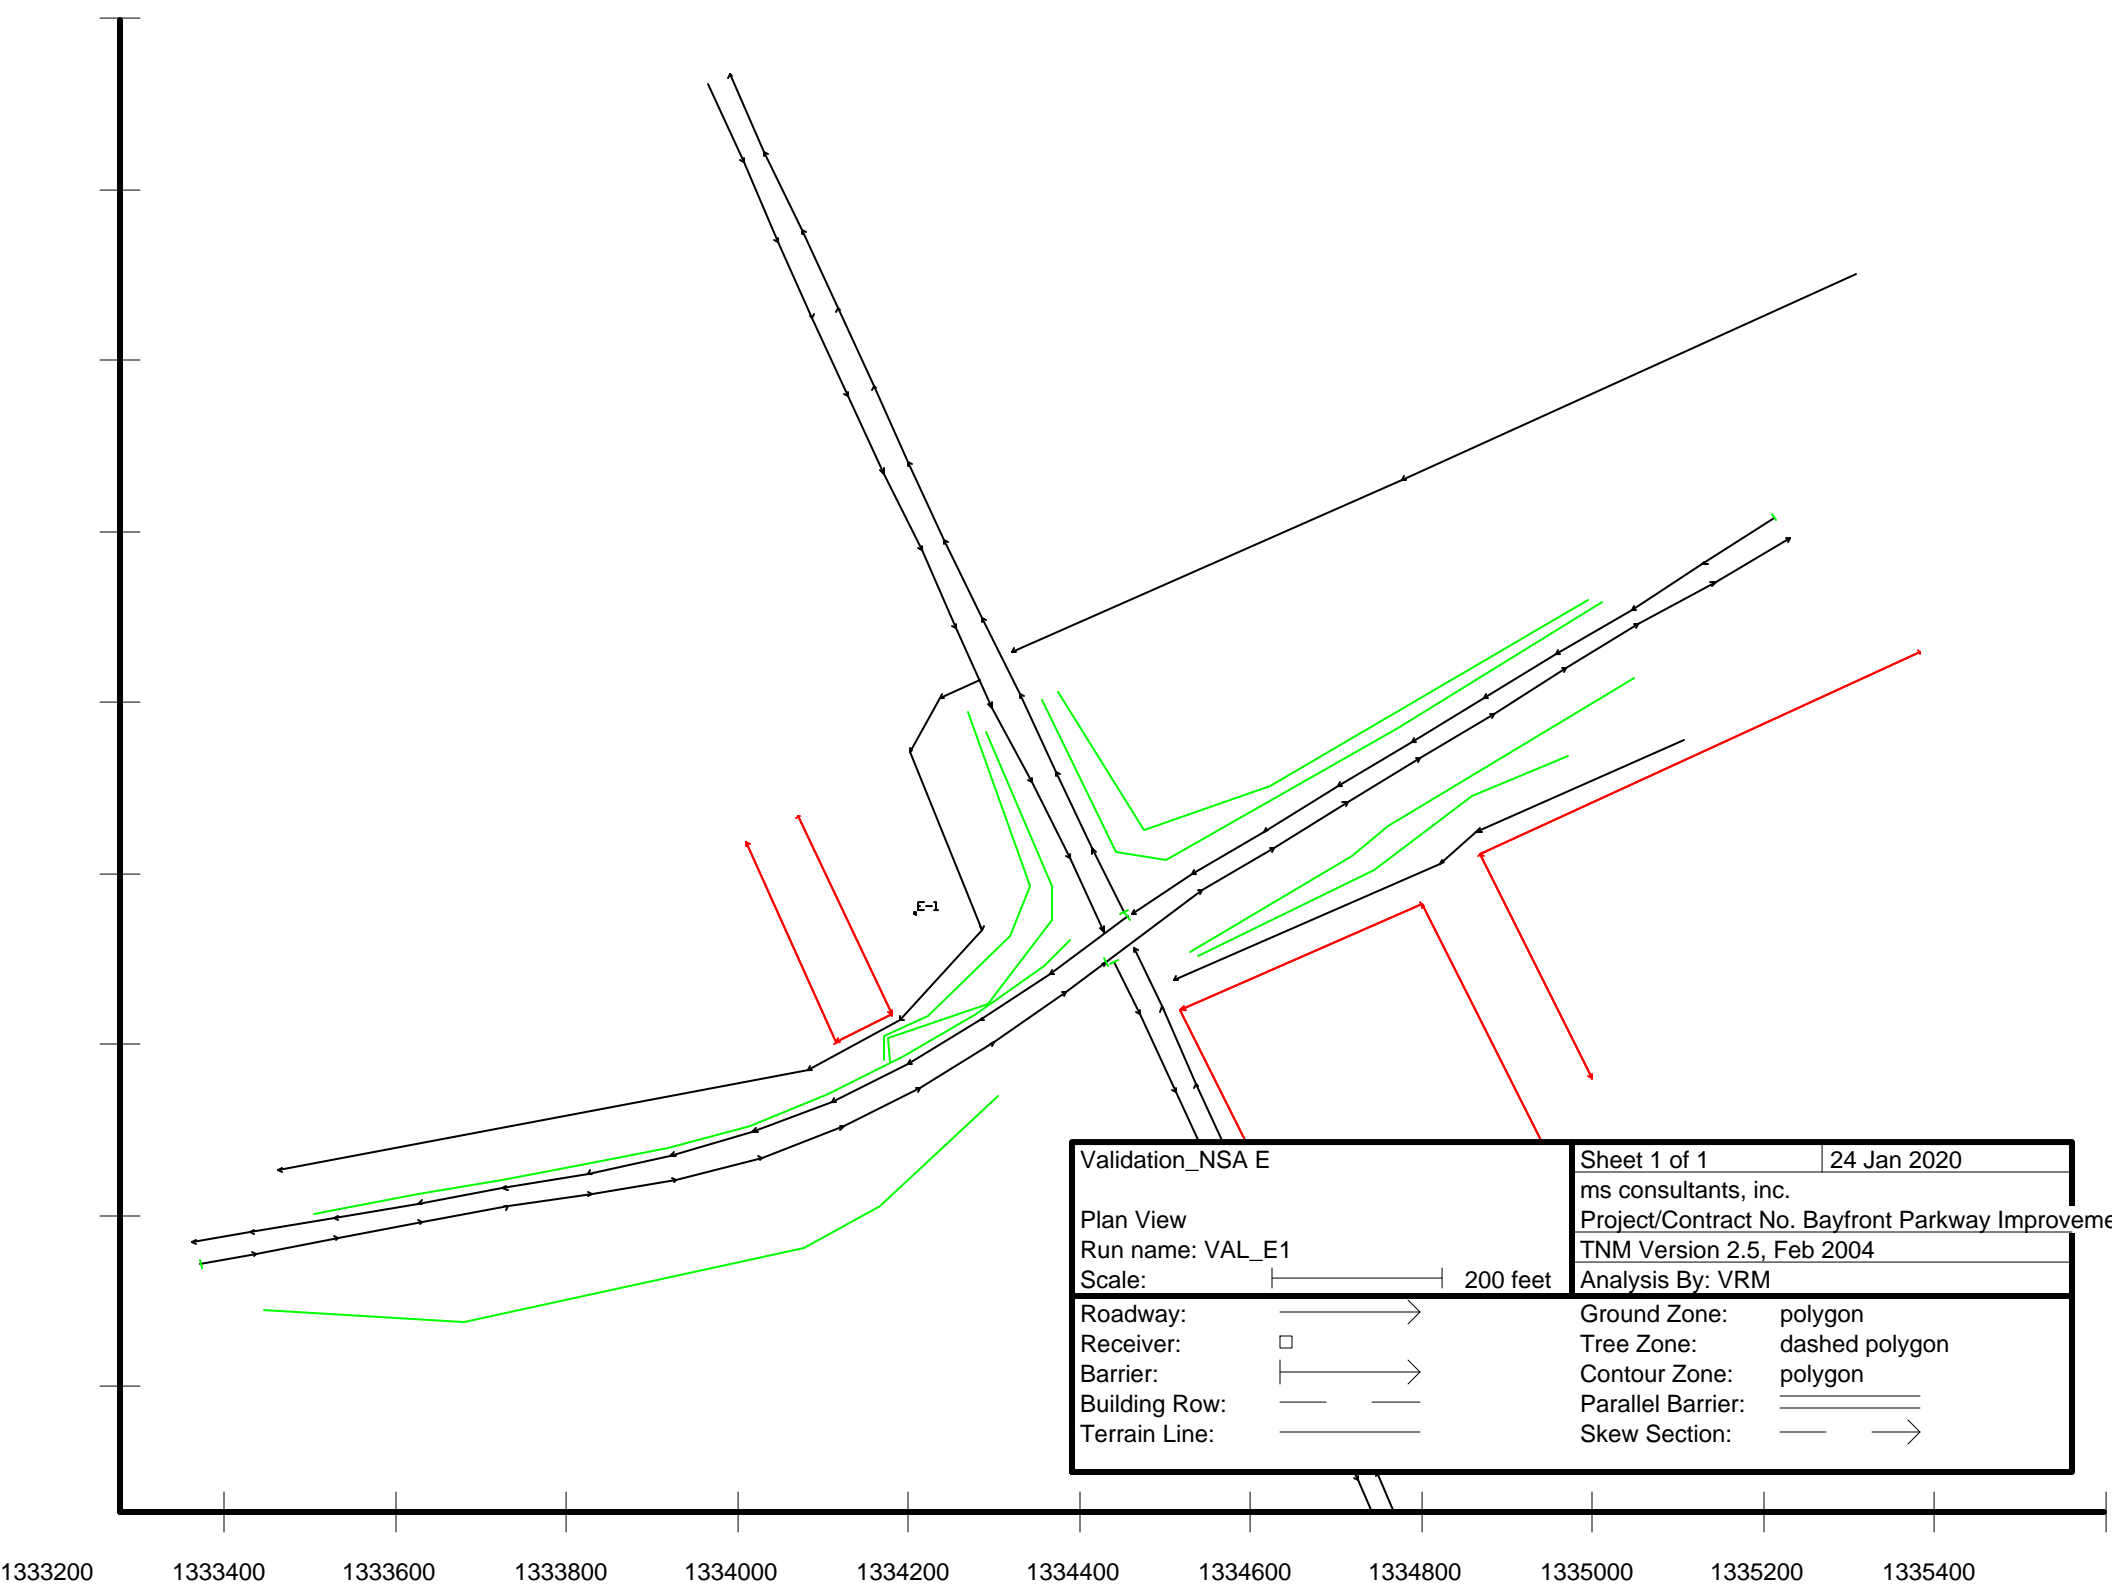 E-1
Validation_NSA E
Sheet 1 of 1
24 Jan 2020
ms consultants, inc.
Plan View
Project/Contract No. Bayfront Parkway Improveme
Run name: VAL_E1
TNM Version 2.5, Feb 2004
Scale:
200 feet
Analysis By: VRM
Roadway:
Ground Zone:
polygon
Receiver:
Tree Zone:
dashed polygon
Barrier:
Contour Zone:
polygon
Building Row:
Parallel Barrier:
Terrain Line:
Skew Section:
1333200 1333400 1333600 1333800 1334000 1334200 1334400 1334600 1334800 1335000 1335200 1335400